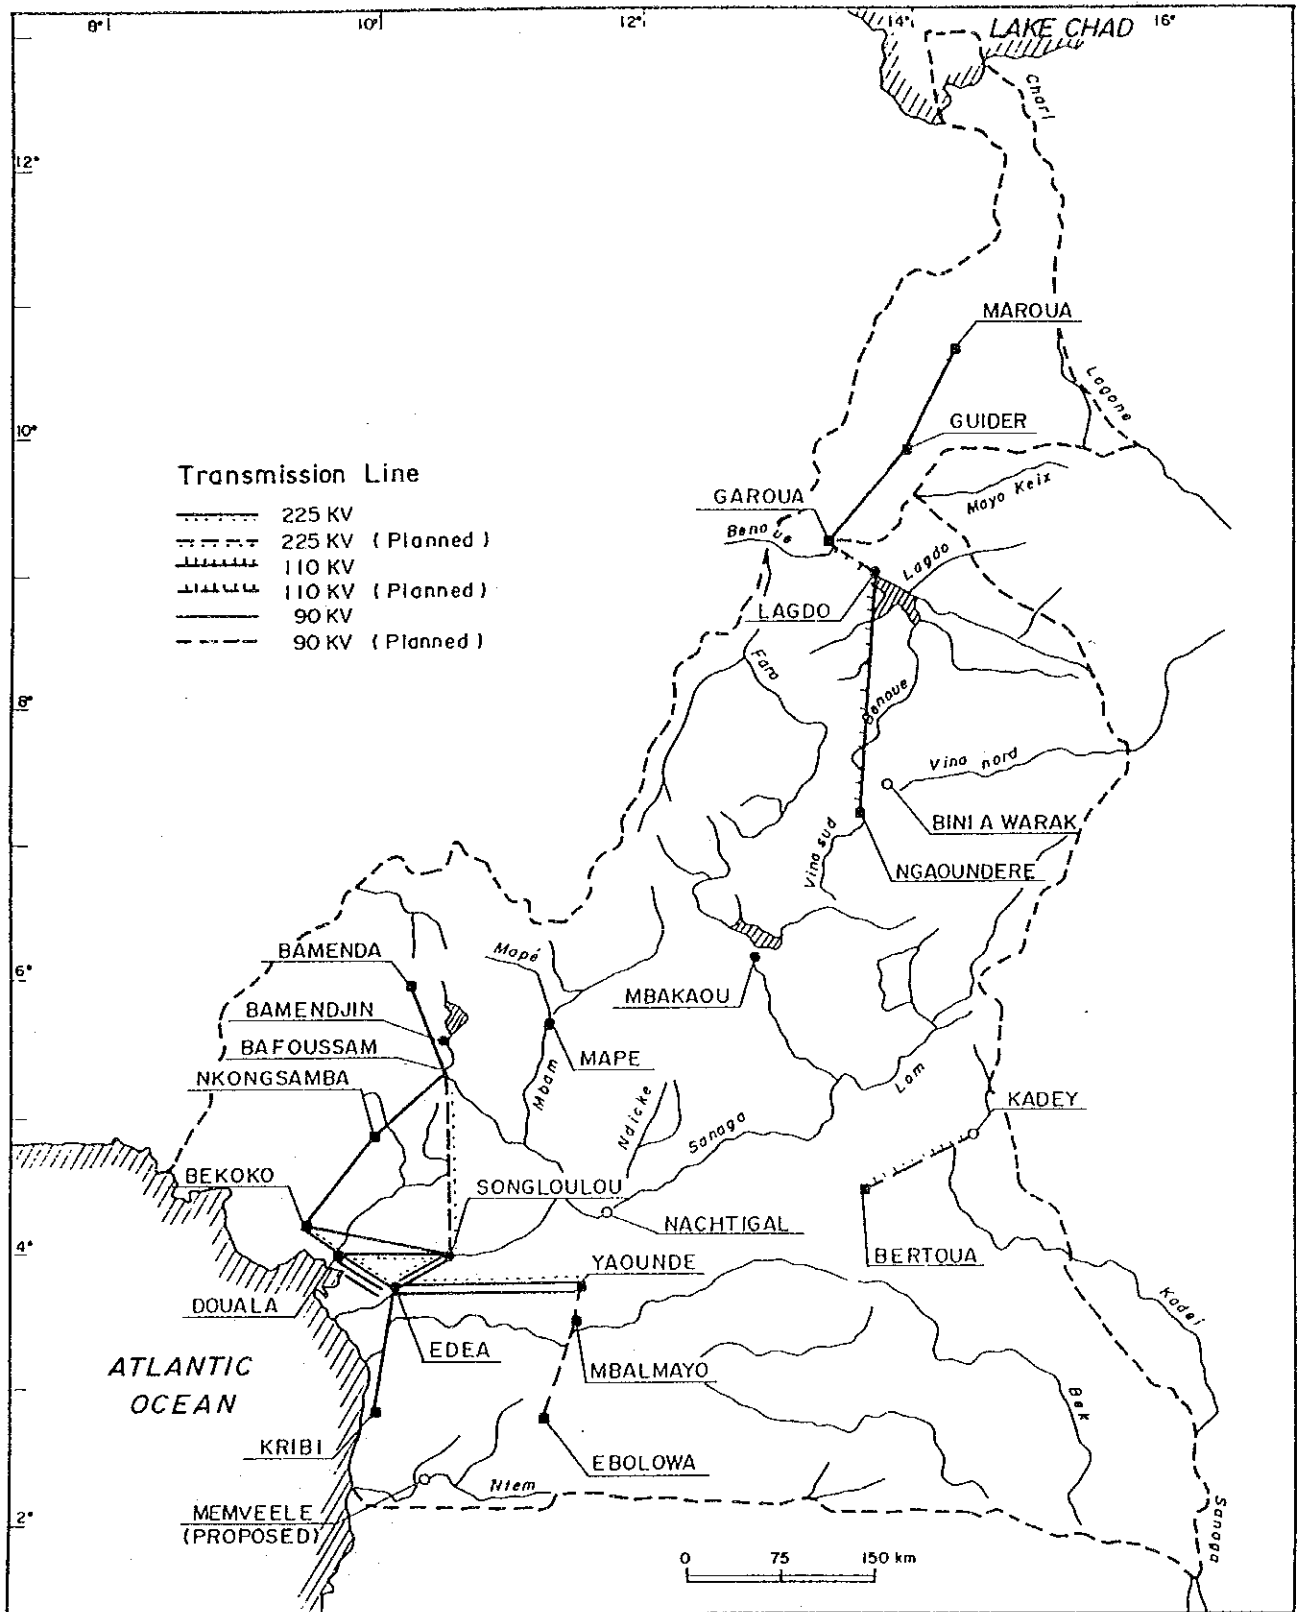 8°
10°
12°
14°
16°
LAKE CHAD
Chari
12°
MAROUA
Logone
10°
GUIDER
Transmission Line
GAROUA
Mayo Keix
225 KV
Benoue
225 KV (Planned)
Lagdo
110 KV
110 KV (Planned)
LAGDO
90 KV
90 KV (Planned)
Faro
8°
Benoue
Vina nord
BINI A WARAK
Vina sud
NGAOUNDERE
BAMENDA
Mapé
6°
MBAKAOU
BAMENDJIN
BAFOUSSAM
MAPE
NKONGSAMBA
Mbam
Lom
Ndicke
KADEY
Sanaga
BEKOKO
SONGLOULOU
NACHTIGAL
4°
YAOUNDE
BERTOUA
DOUALA
Kadei
EDEA
ATLANTIC
OCEAN
MBALMAYO
Bek
KRIBI
EBOLOWA
Ntem
MEMVEELE
(PROPOSED)
2°
Sanaga
0 75 150 km